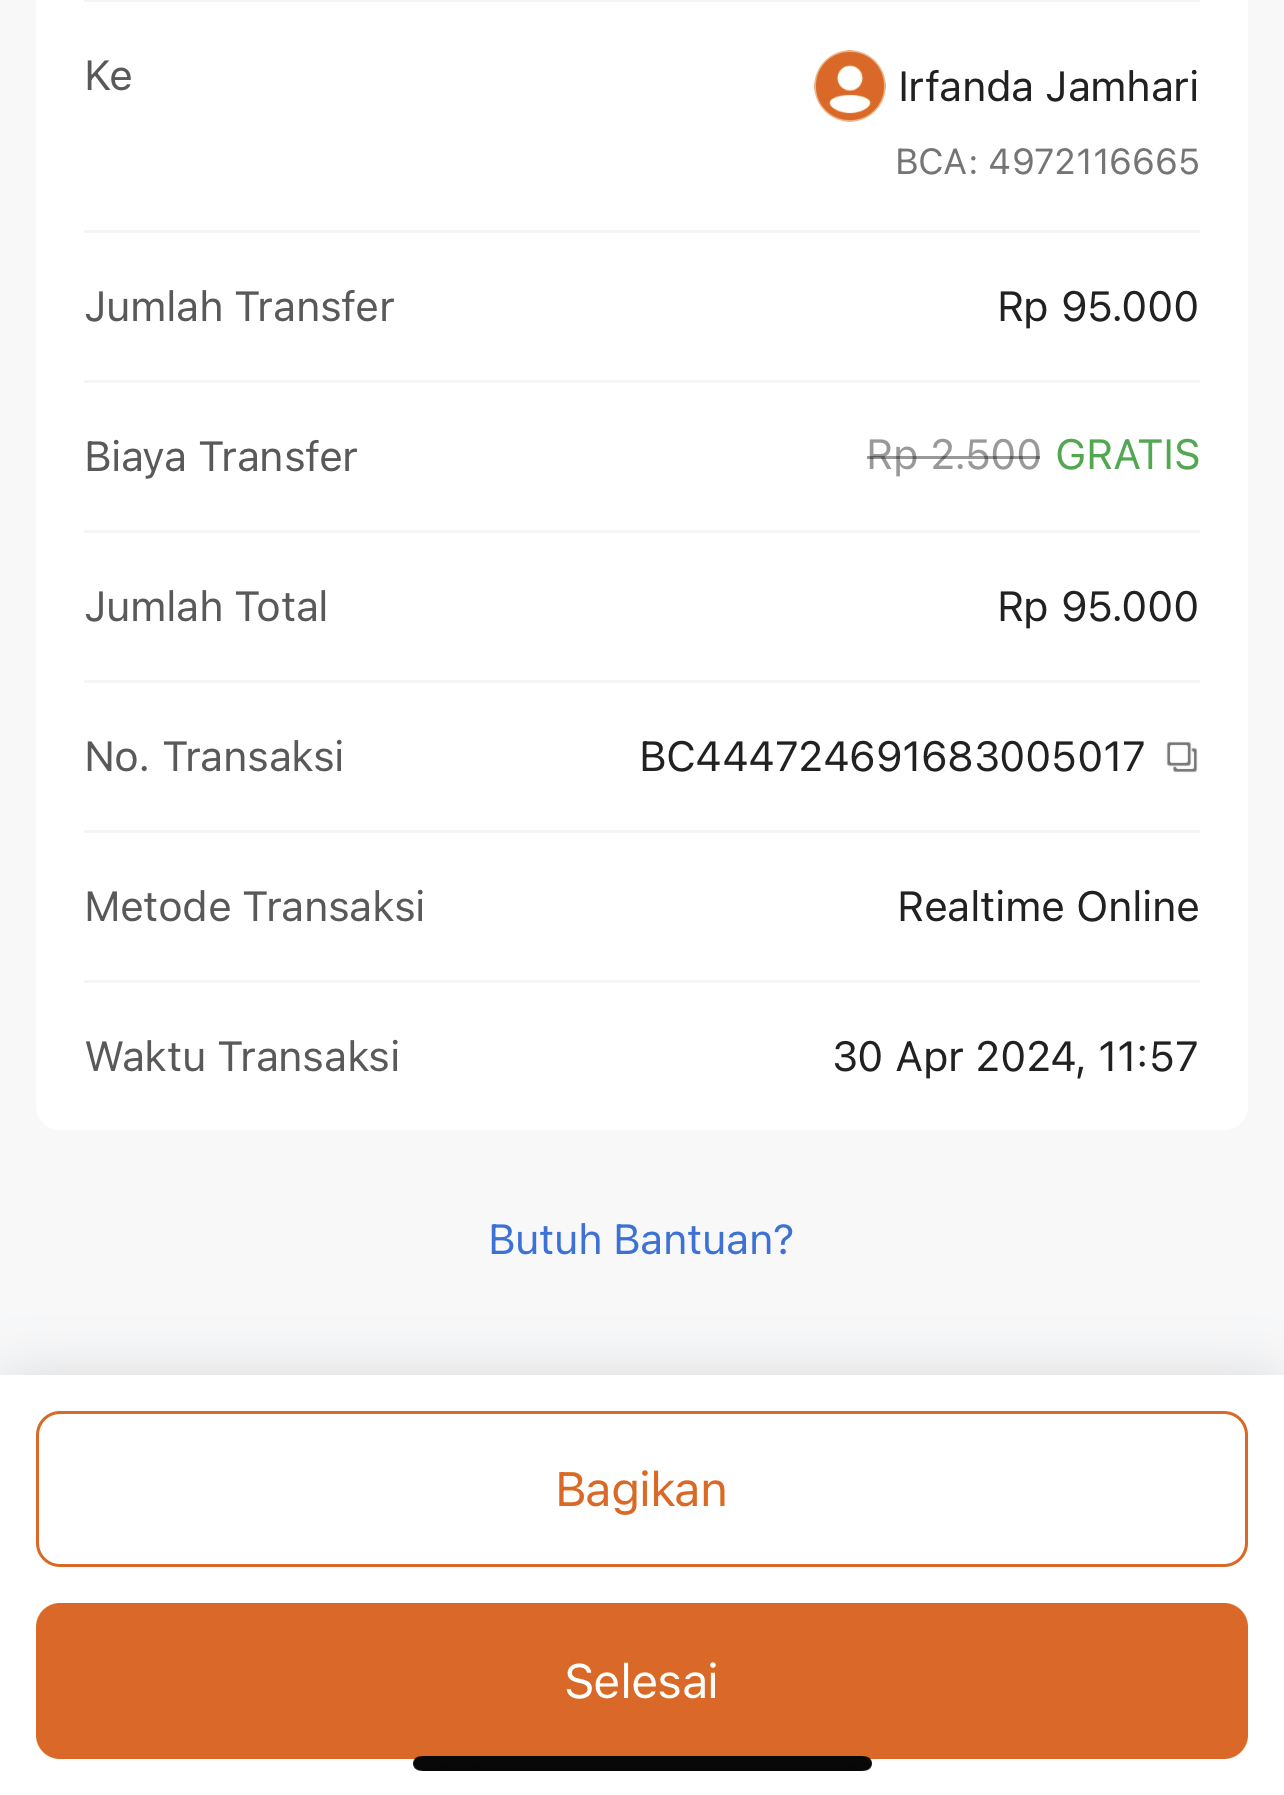 Ke
Irfanda Jamhari
BCA: 4972116665
Jumlah Transfer
Rp 95.000
Biaya Transfer
Rp 2.500 GRATIS
Jumlah Total
Rp 95.000
No. Transaksi
BC444724691683005017
Metode Transaksi
Realtime Online
Waktu Transaksi
30 Apr 2024, 11:57
Butuh Bantuan?
Bagikan
Selesai